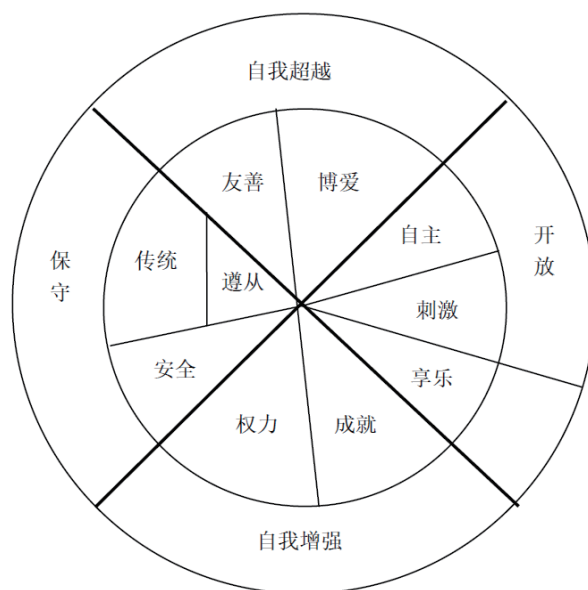 自我超越
友善
博爱
自主
开
放
保
守
传统
遵从
刺激
安全
享乐
权力
成就
自我增强